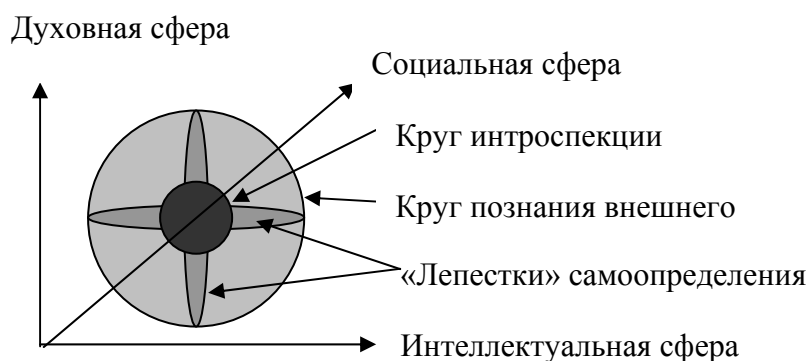 Духовная сфера
Социальная сфера
Круг интроспекции
Круг познания внешнего
«Лепестки» самоопределения
Интеллектуальная сфера